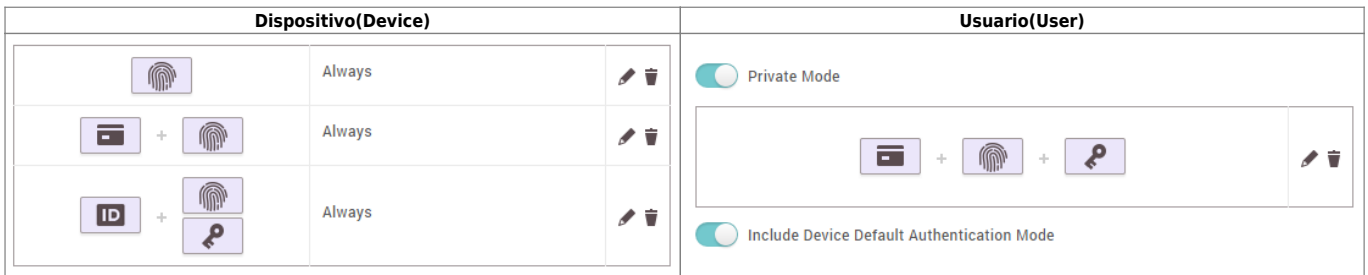 Dispositivo(Device)
Usuario(User)
Always
Always
ID
Always
Private Mode
Include Device Default Authentication Mode